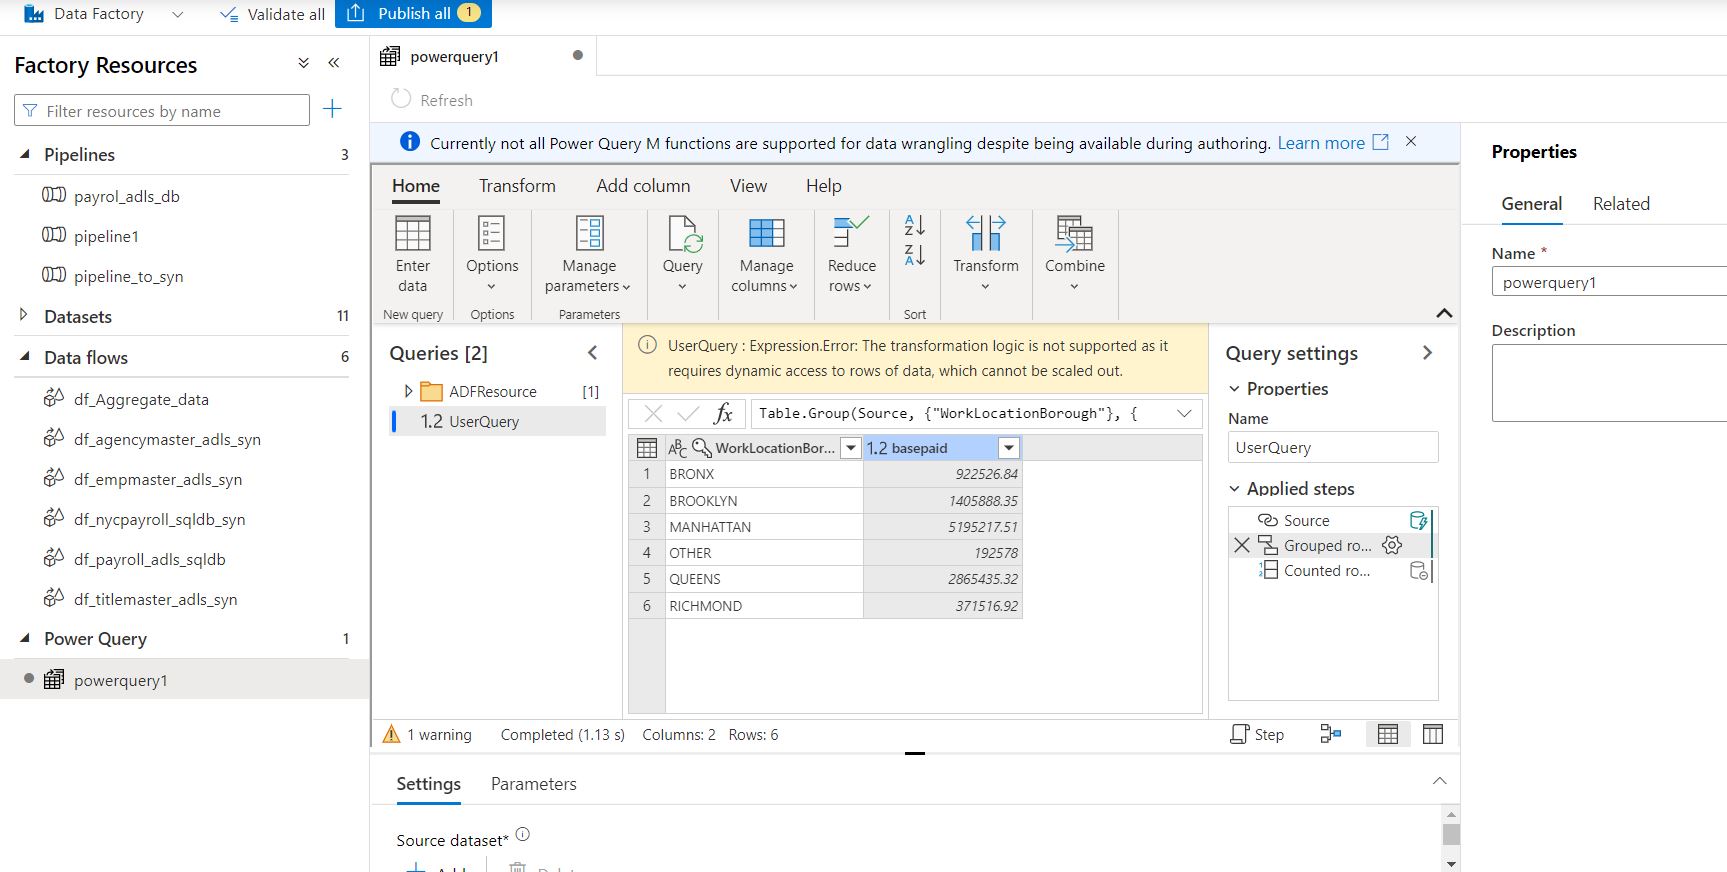 Data Factory
Validate all
Publish all 1
Factory Resources
Filter resources by name
Pipelines 3
payrol_adls_db
pipeline1
pipeline_to_syn
Datasets 11
Data flows 6
df_Aggregate_data
df_agencymaster_adls_syn
df_empmaster_adls_syn
df_nycpayroll_sqldb_syn
df_payroll_adls_sqldb
df_titlemaster_adls_syn
Power Query 1
powerquery1
powerquery1
Refresh
Currently not all Power Query M functions are supported for data wrangling despite being available during authoring. Learn more
Home Transform Add column View Help
Enter data
New query
Options
Options
Manage parameters
Parameters
Query
Manage columns
Reduce rows
A Z
Z A
Sort
Transform
Combine
Queries [2]
ADFResource [1]
1.2 UserQuery
UserQuery : Expression.Error: The transformation logic is not supported as it
requires dynamic access to rows of data, which cannot be scaled out.
fx Table.Group(Source, {"WorkLocationBorough"}, {
ABC WorkLocationBor... 1.2 basepaid
1 BRONX 922526.84
2 BROOKLYN 1405888.35
3 MANHATTAN 5195217.51
4 OTHER 192578
5 QUEENS 2865435.32
6 RICHMOND 371516.92
Query settings
Properties
Name
UserQuery
Applied steps
Source
Grouped ro...
Counted ro...
1 warning Completed (1.13 s) Columns: 2 Rows: 6
Step
Settings Parameters
Source dataset*
Properties
General Related
Name *
powerquery1
Description